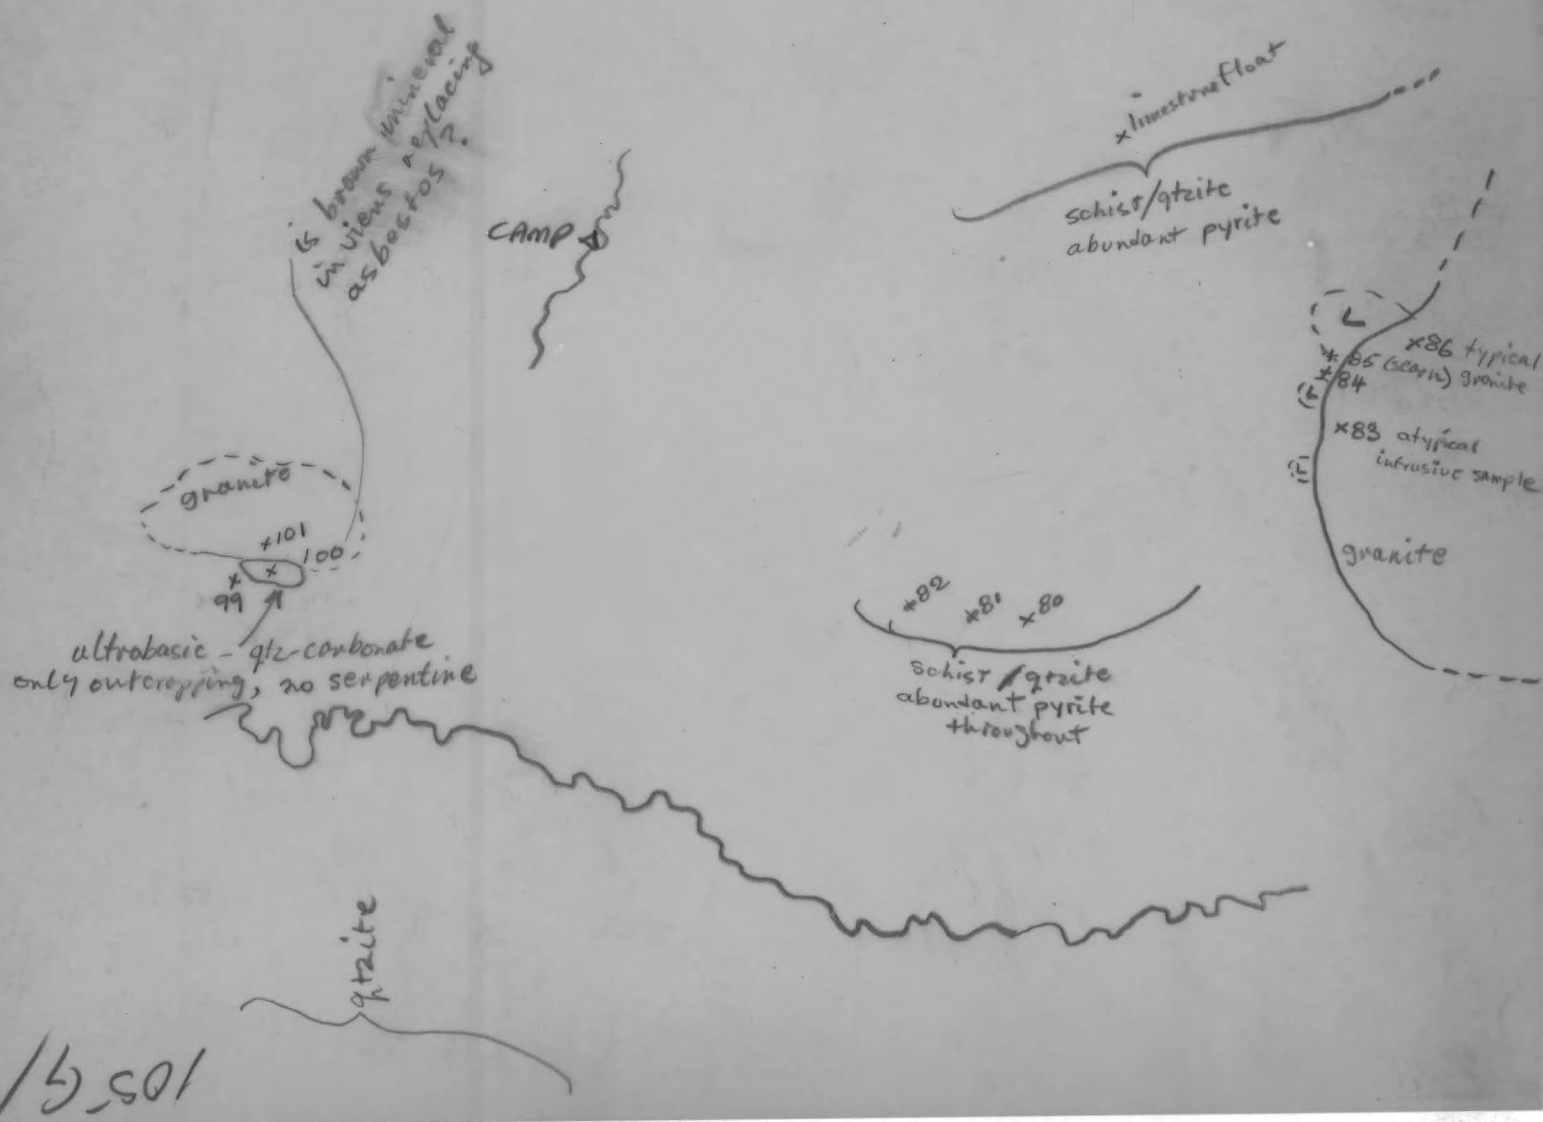 is brown mineral
in viens replacing
asbestos ?
CAMP
x limestone float
schist/qtzite
abundant pyrite
L
x86 typical
granite
x 85 (scarn)
x84
L
x83 atypical
intrusive sample
L
granite
granite
x101
100
x
x
99
ultrabasic - qtz-carbonate
only outcropping, no serpentine
x82
x81
x80
schist/qtzite
abundant pyrite
throughout
qtzite
105 G/